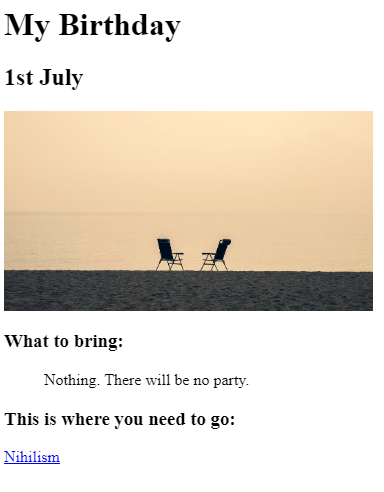 My Birthday
1st July
What to bring:
Nothing. There will be no party.
This is where you need to go:
Nihilism